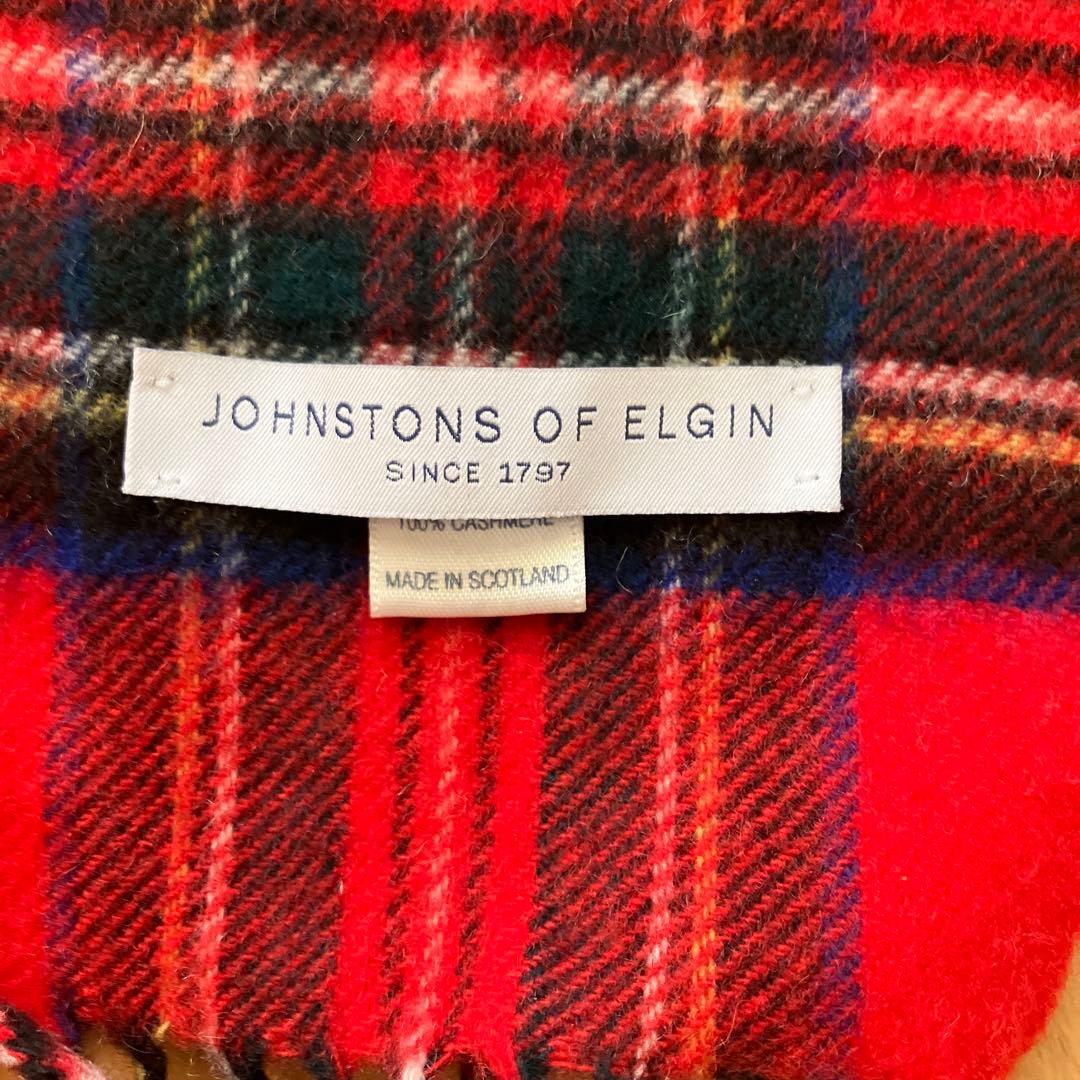 JOHNSTONS OF ELGIN
SINCE 1797
100% CASHMERE
MADE IN SCOTLAND